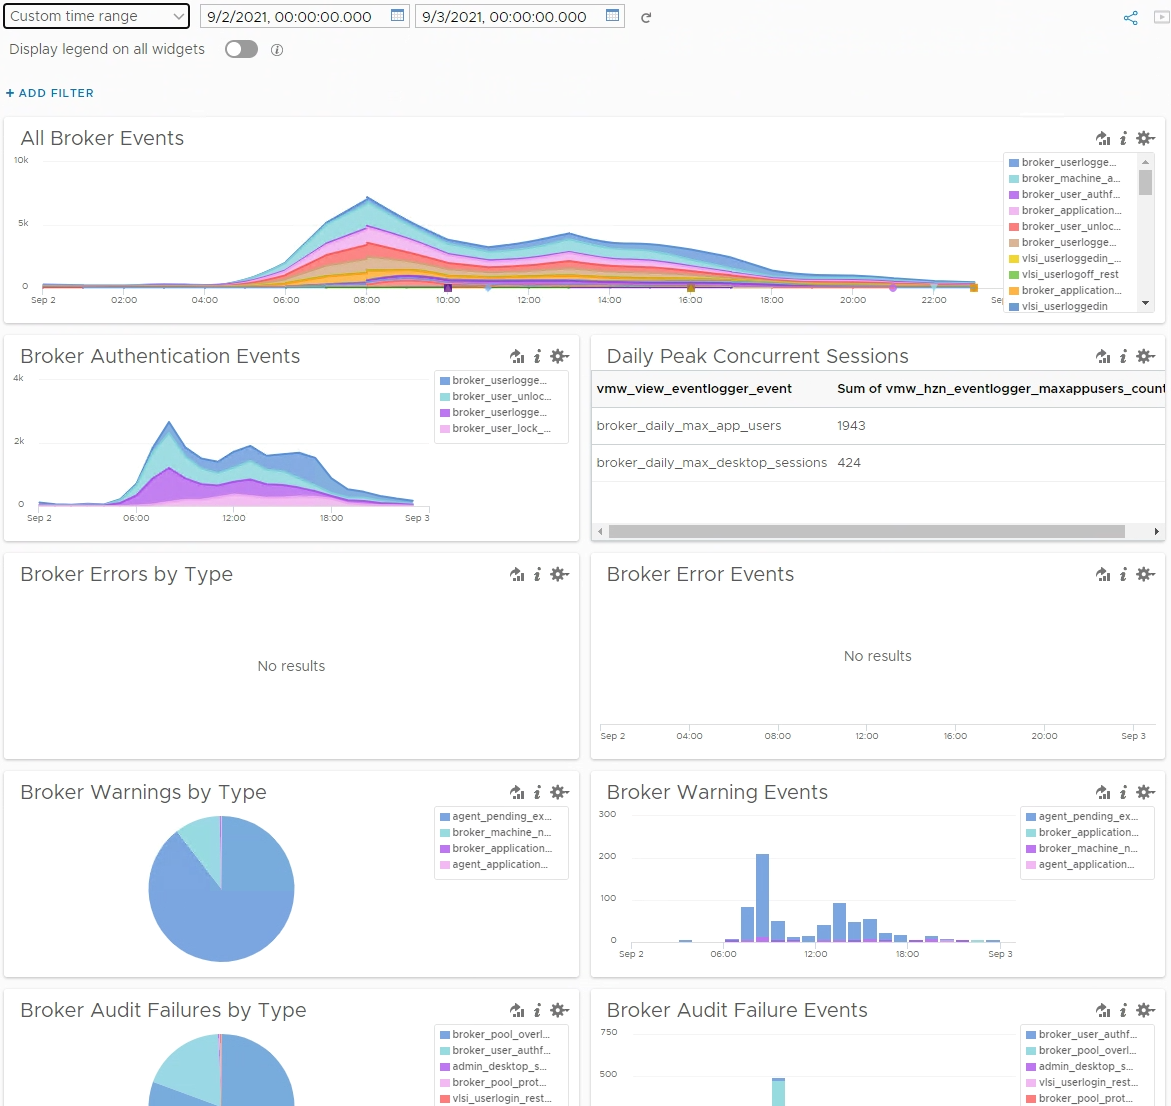 Custom time range
9/2/2021, 00:00:00.000
9/3/2021, 00:00:00.000
Display legend on all widgets
+ ADD FILTER
All Broker Events
10k
5k
0
Sep 2 02:00 04:00 06:00 08:00 10:00 12:00 14:00 16:00 18:00 20:00 22:00 Se
broker_userlogge...
broker_machine_a...
broker_user_authf...
broker_application...
broker_user_unloc...
broker_userlogge...
vlsi_userloggedin_...
vlsi_userlogoff_rest
broker_application...
vlsi_userloggedin
Broker Authentication Events
4k
2k
0
Sep 2 06:00 12:00 18:00 Sep 3
broker_userlogge...
broker_user_unloc...
broker_userlogge...
broker_user_lock_...
Daily Peak Concurrent Sessions
vmw_view_eventlogger_event Sum of vmw_hzn_eventlogger_maxappusers_count
broker_daily_max_app_users 1943
broker_daily_max_desktop_sessions 424
Broker Errors by Type
No results
Broker Error Events
No results
Sep 2 04:00 08:00 12:00 16:00 20:00 Sep 3
Broker Warnings by Type
agent_pending_ex...
broker_machine_n...
broker_application...
agent_application...
Broker Warning Events
300
200
100
0
Sep 2 06:00 12:00 18:00 Sep 3
agent_pending_ex...
broker_application...
broker_machine_n...
agent_application...
Broker Audit Failures by Type
broker_pool_overl...
broker_user_authf...
admin_desktop_s...
broker_pool_prot...
vlsi_userlogin_rest...
Broker Audit Failure Events
750
500
broker_user_authf...
broker_pool_overl...
admin_desktop_s...
vlsi_userlogin_rest...
broker_pool_prot...